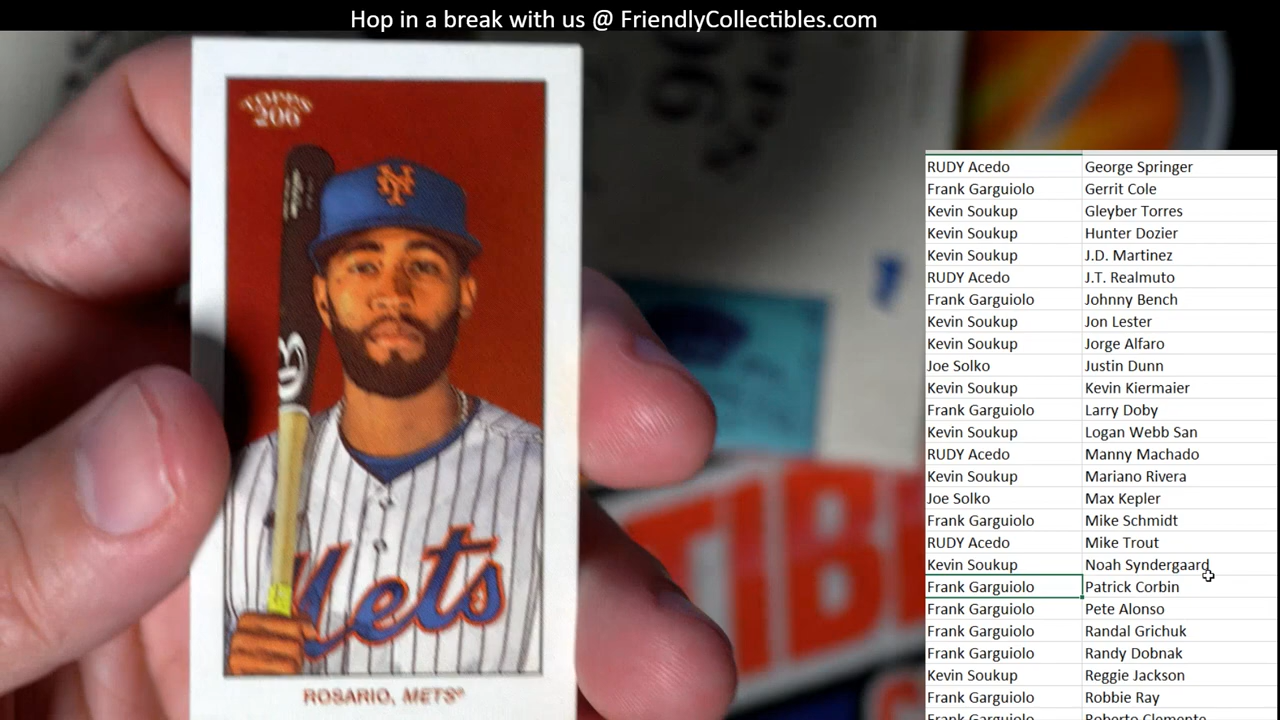 Hop in a break with us @ FriendlyCollectibles.com
TOPPS
206
Mets
ROSARIO, METS
RUDY Acedo George Springer
Frank Garguiolo Gerrit Cole
Kevin Soukup Gleyber Torres
Kevin Soukup Hunter Dozier
Kevin Soukup J.D. Martinez
RUDY Acedo J.T. Realmuto
Frank Garguiolo Johnny Bench
Kevin Soukup Jon Lester
Kevin Soukup Jorge Alfaro
Joe Solko Justin Dunn
Kevin Soukup Kevin Kiermaier
Frank Garguiolo Larry Doby
Kevin Soukup Logan Webb San
RUDY Acedo Manny Machado
Kevin Soukup Mariano Rivera
Joe Solko Max Kepler
Frank Garguiolo Mike Schmidt
RUDY Acedo Mike Trout
Kevin Soukup Noah Syndergaard
Frank Garguiolo Patrick Corbin
Frank Garguiolo Pete Alonso
Frank Garguiolo Randal Grichuk
Frank Garguiolo Randy Dobnak
Kevin Soukup Reggie Jackson
Frank Garguiolo Robbie Ray
Frank Garguiolo Roberto Clemente